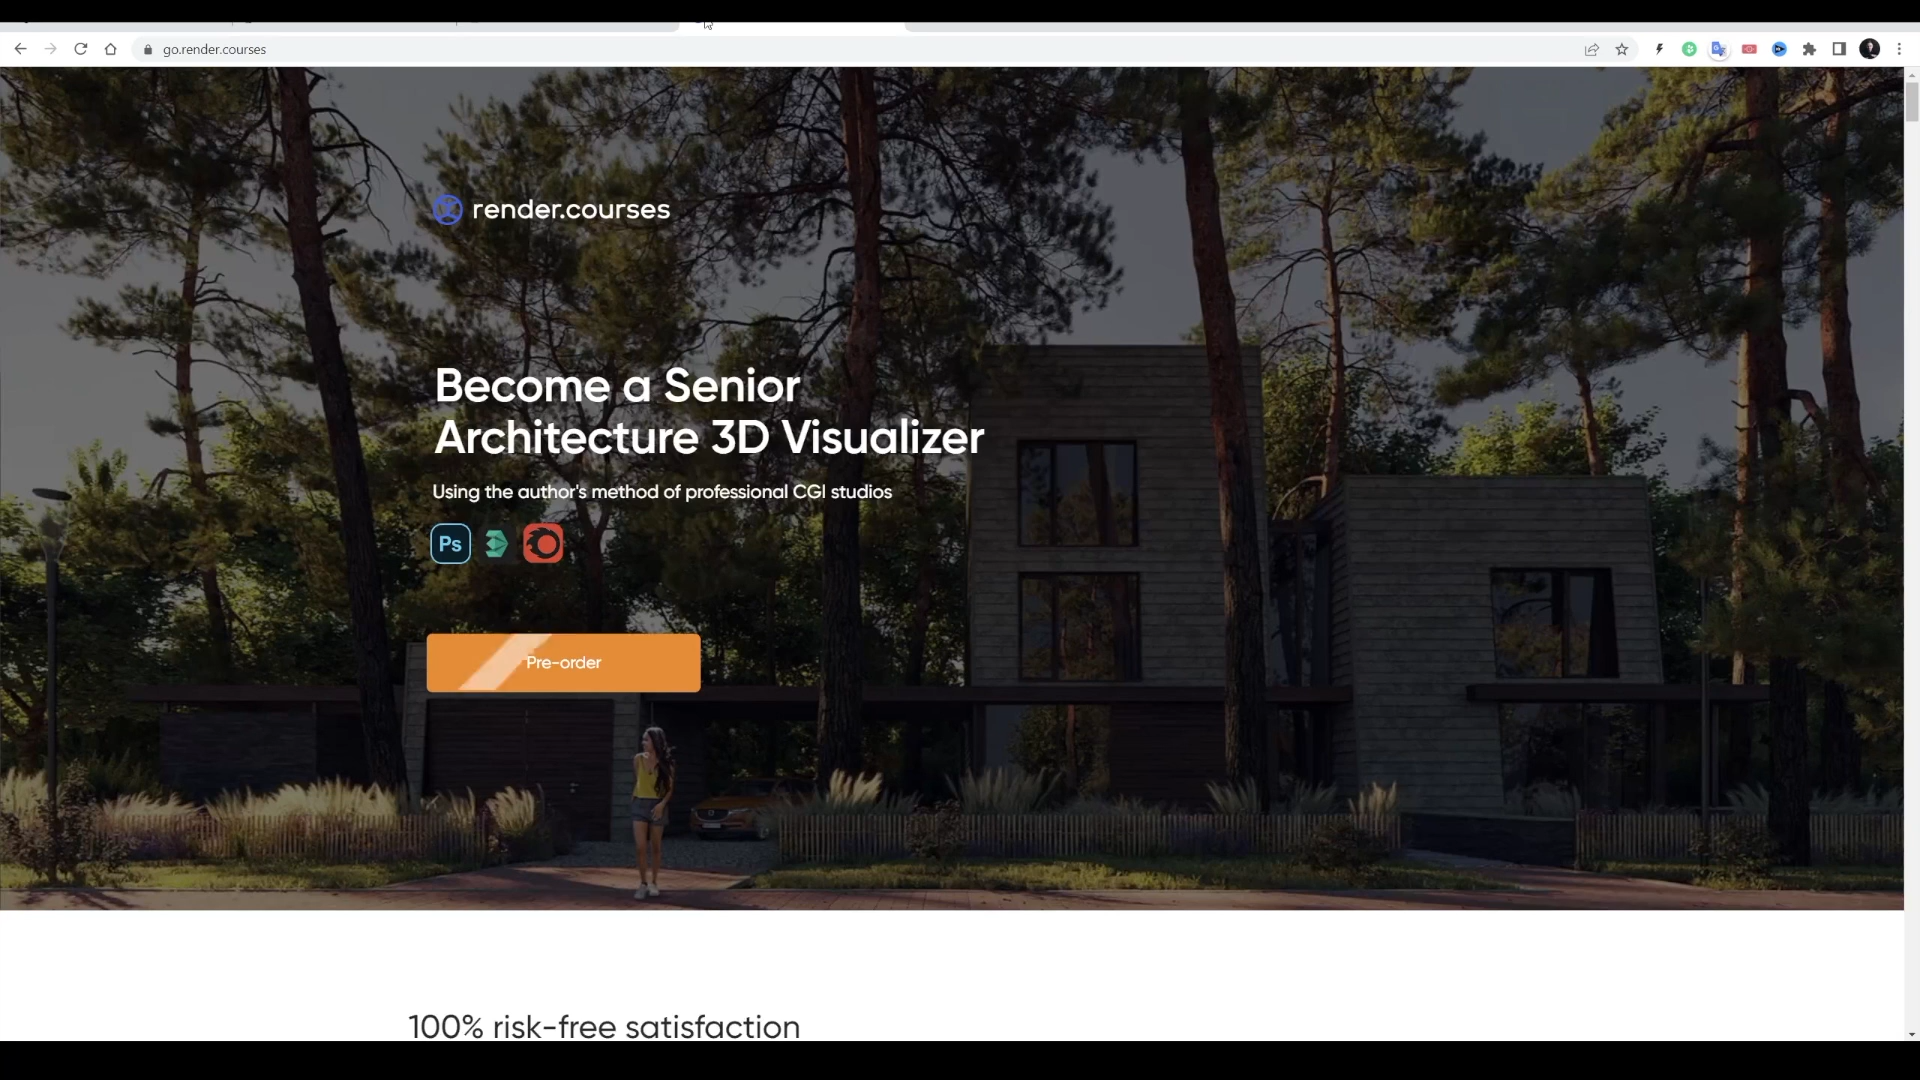 go.render.courses
render.courses
Become a Senior
Architecture 3D Visualizer
Using the author's method of professional CGI studios
Ps
Pre-order
100% risk-free satisfaction